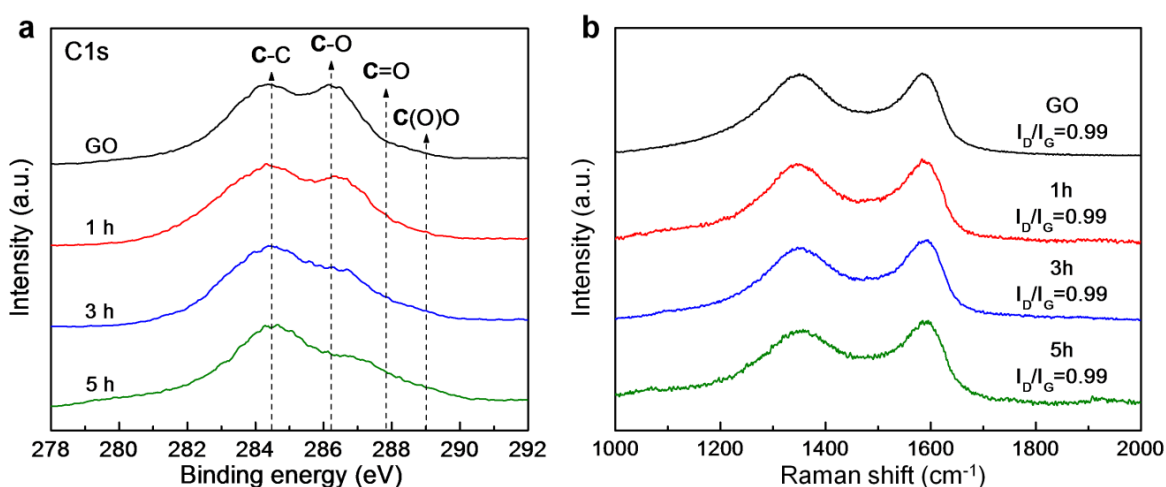 a
C1s
C-C
C-O
C=O
C(O)O
GO
1 h
3 h
5 h
Intensity (a.u.)
278 280 282 284 286 288 290 292
Binding energy (eV)
b
GO
I_D/I_G=0.99
1h
I_D/I_G=0.99
3h
I_D/I_G=0.99
5h
I_D/I_G=0.99
Intensity (a.u.)
1000 1200 1400 1600 1800 2000
Raman shift (cm⁻¹)